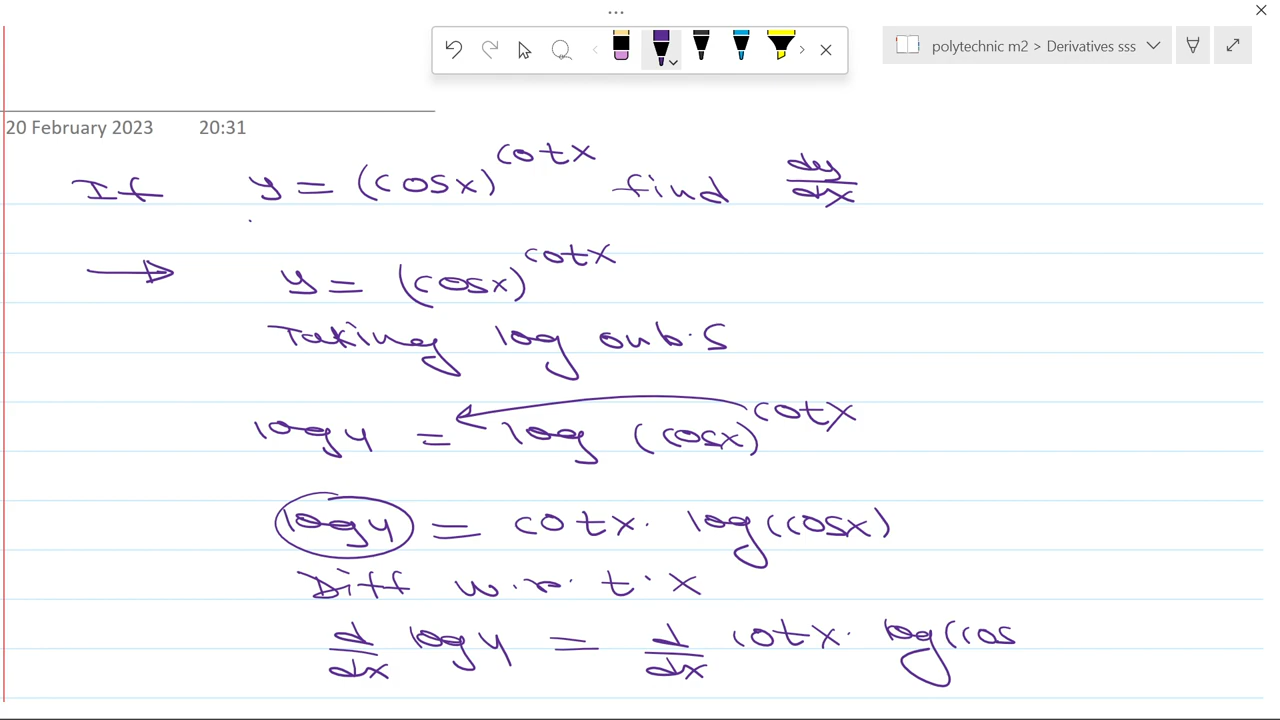 ...
polytechnic m2 > Derivatives sss
20 February 2023 20:31
If y = (cosx)^cotx find dy/dx
→ y = (cosx)^cotx
Taking log on b.S
log y = log (cosx)^cotx
log y = cotx. log(cosx)
Diff w.r.t.x
d/dx log y = d/dx cotx. log(cos